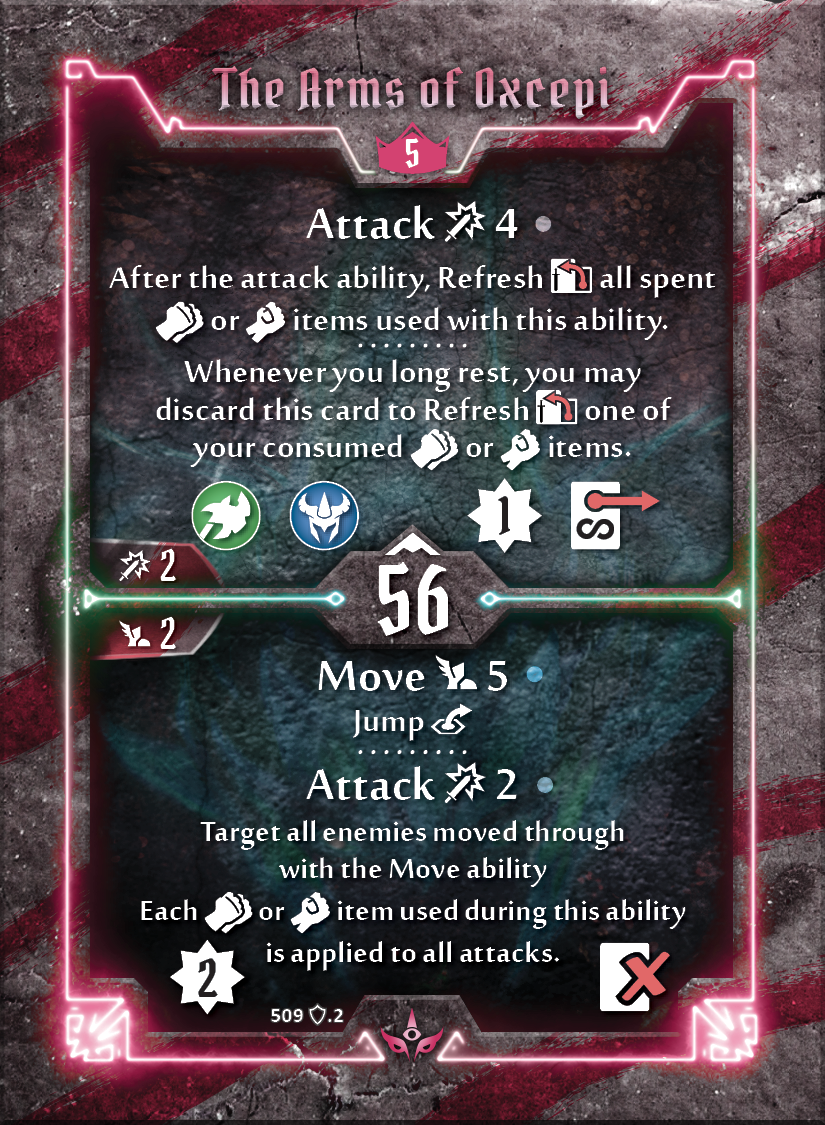 The Arms of Oxcepi
5
Attack 4
After the attack ability, Refresh all spent
or items used with this ability.
Whenever you long rest, you may
discard this card to Refresh one of
your consumed or items.
1
∞
2
56
2
Move 5
Jump
Attack 2
Target all enemies moved through
with the Move ability
Each or item used during this ability
is applied to all attacks.
2
509 .2